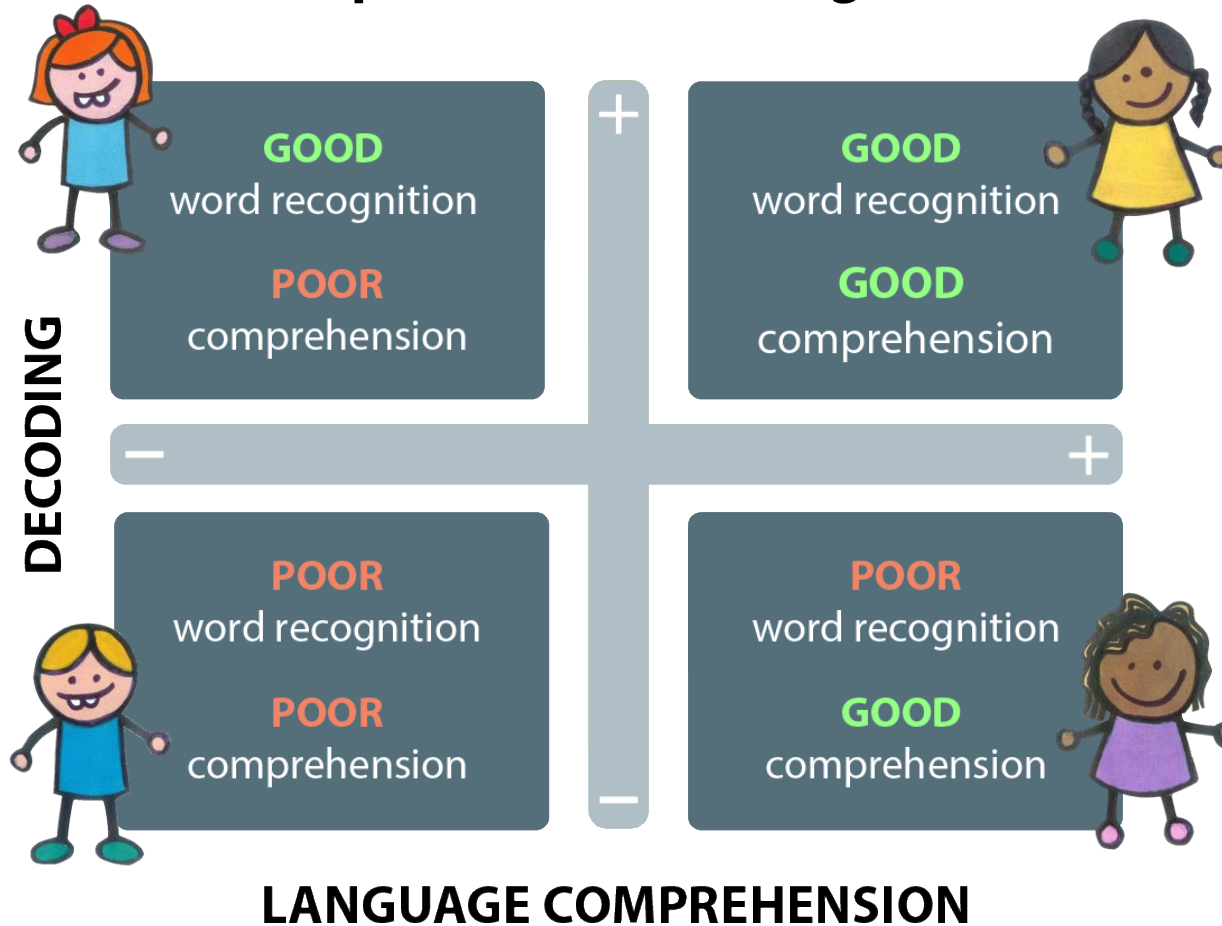 GOOD
word recognition
POOR
comprehension
GOOD
word recognition
GOOD
comprehension
DECODING
+
−
+
−
POOR
word recognition
POOR
comprehension
POOR
word recognition
GOOD
comprehension
LANGUAGE COMPREHENSION